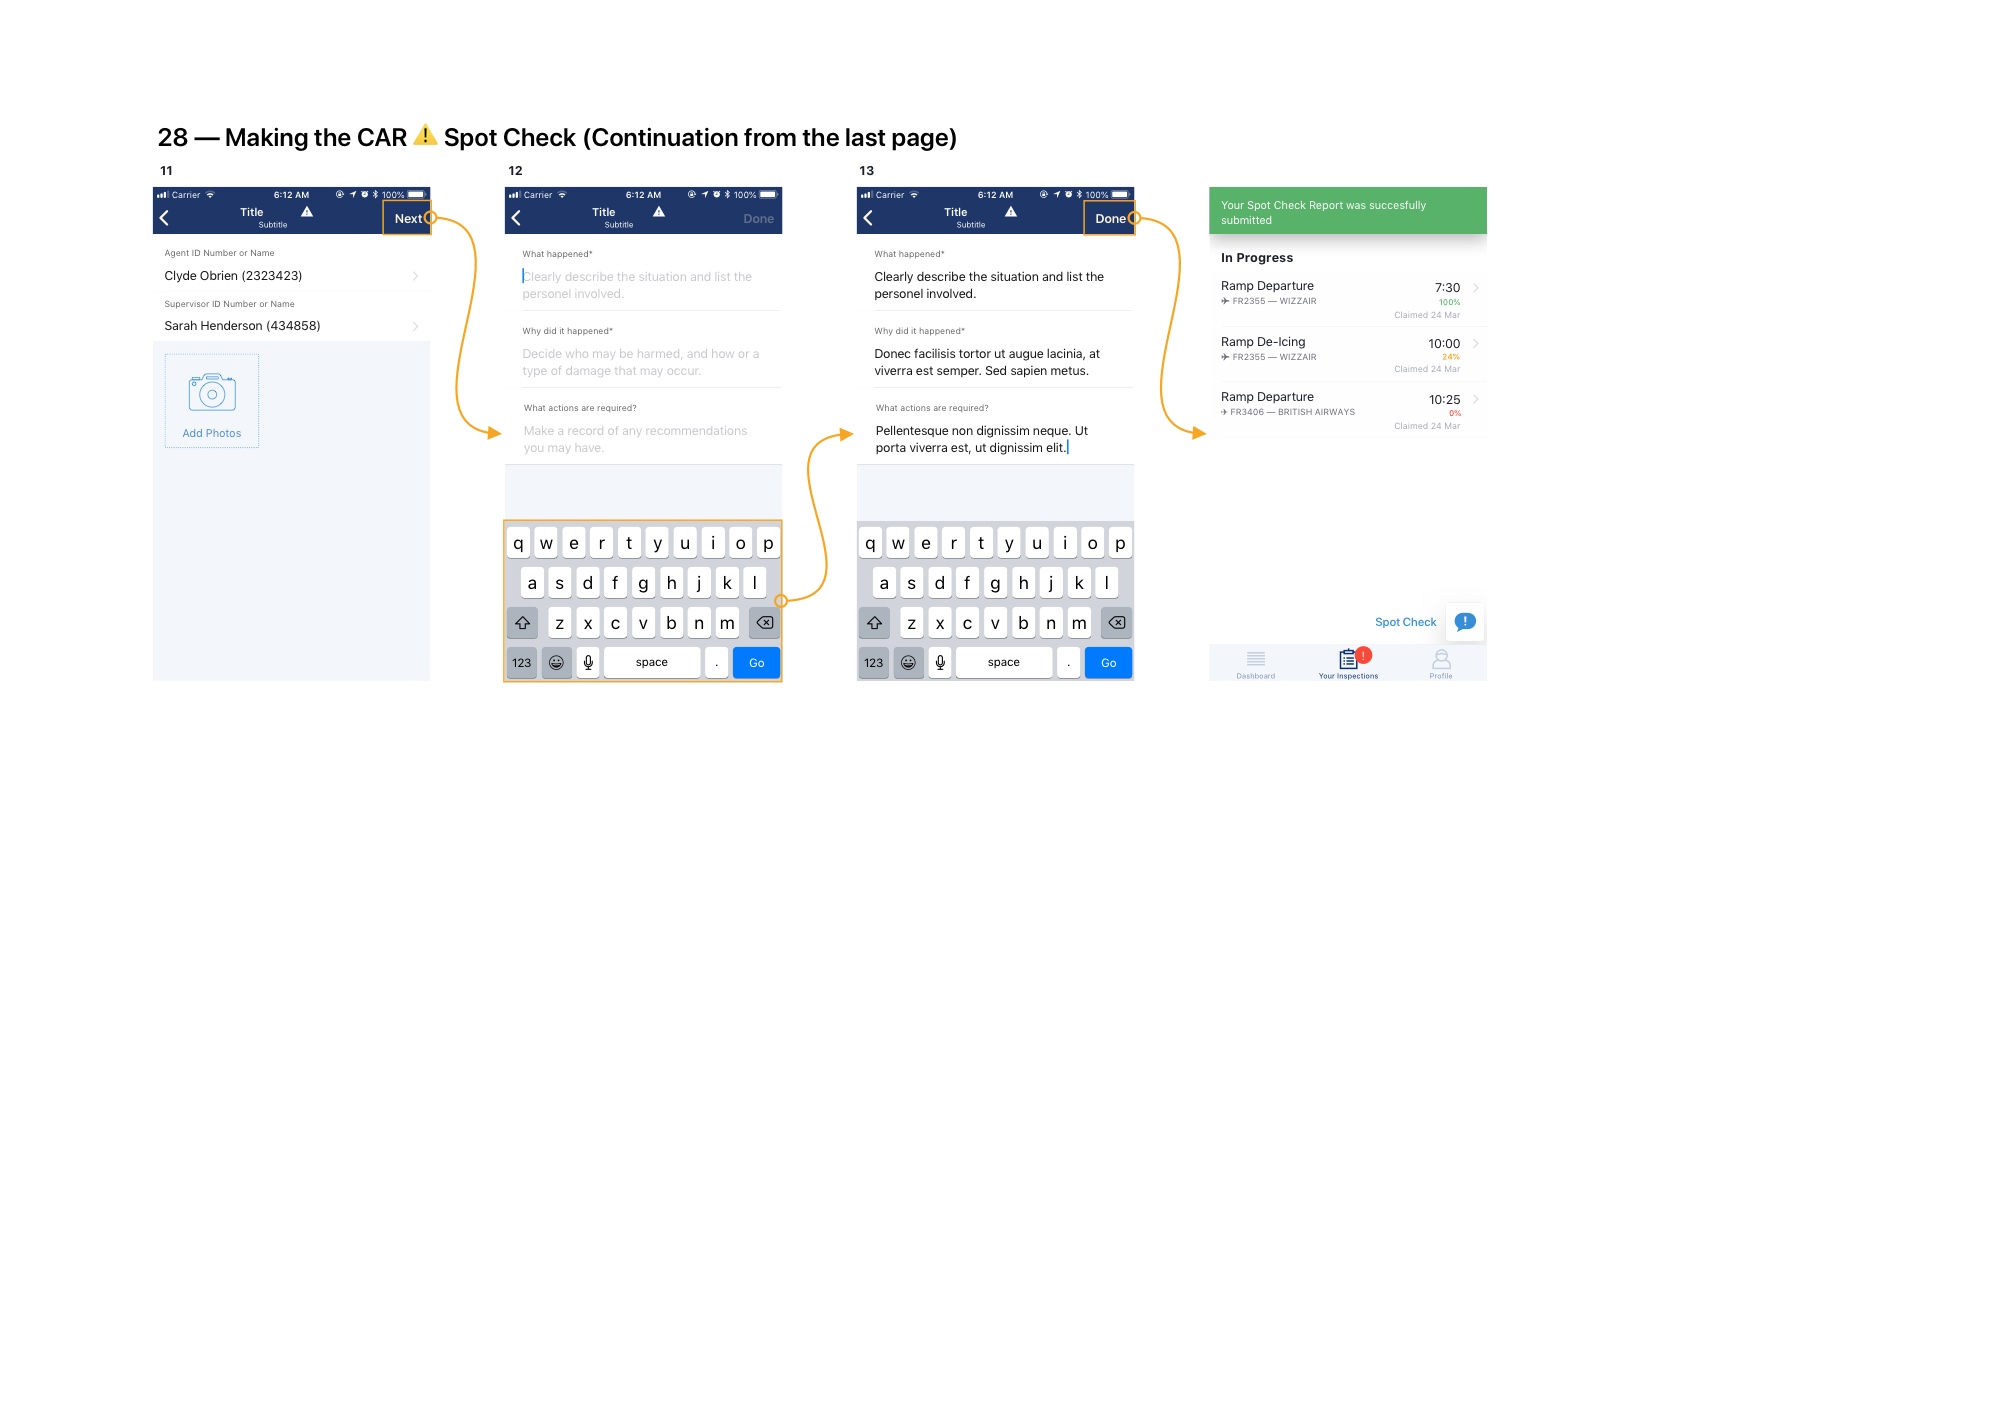 28 — Making the CAR ⚠️ Spot Check (Continuation from the last page)
11
Carrier 6:12 AM 100%
Title
Subtitle
Next
Agent ID Number or Name
Clyde Obrien (2323423)
Supervisor ID Number or Name
Sarah Henderson (434858)
Add Photos
12
Carrier 6:12 AM 100%
Title
Subtitle
Done
What happened*
Clearly describe the situation and list the
personel involved.
Why did it happened*
Decide who may be harmed, and how or a
type of damage that may occur.
What actions are required?
Make a record of any recommendations
you may have.
q w e r t y u i o p
a s d f g h j k l
z x c v b n m
123 space . Go
13
Carrier 6:12 AM 100%
Title
Subtitle
Done
What happened*
Clearly describe the situation and list the
personel involved.
Why did it happened*
Donec facilisis tortor ut augue lacinia, at
viverra est semper. Sed sapien metus.
What actions are required?
Pellentesque non dignissim neque. Ut
porta viverra est, ut dignissim elit.
q w e r t y u i o p
a s d f g h j k l
z x c v b n m
123 space . Go
Your Spot Check Report was succesfully
submitted
In Progress
Ramp Departure 7:30
✈ FR2355 — WIZZAIR 100%
Claimed 24 Mar
Ramp De-Icing 10:00
✈ FR2355 — WIZZAIR 24%
Claimed 24 Mar
Ramp Departure 10:25
✈ FR3406 — BRITISH AIRWAYS 0%
Claimed 24 Mar
Spot Check
Dashboard Your Inspections Profile